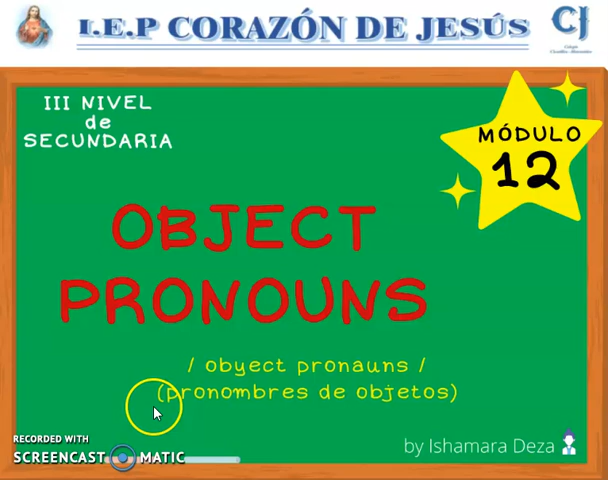 I.E.P CORAZÓN DE JESÚS
CJ
III NIVEL
de
SECUNDARIA
MÓDULO
12
OBJECT
PRONOUNS
/ obyect pronauns /
(pronombres de objetos)
by Ishamara Deza
RECORDED WITH
SCREENCAST MATIC